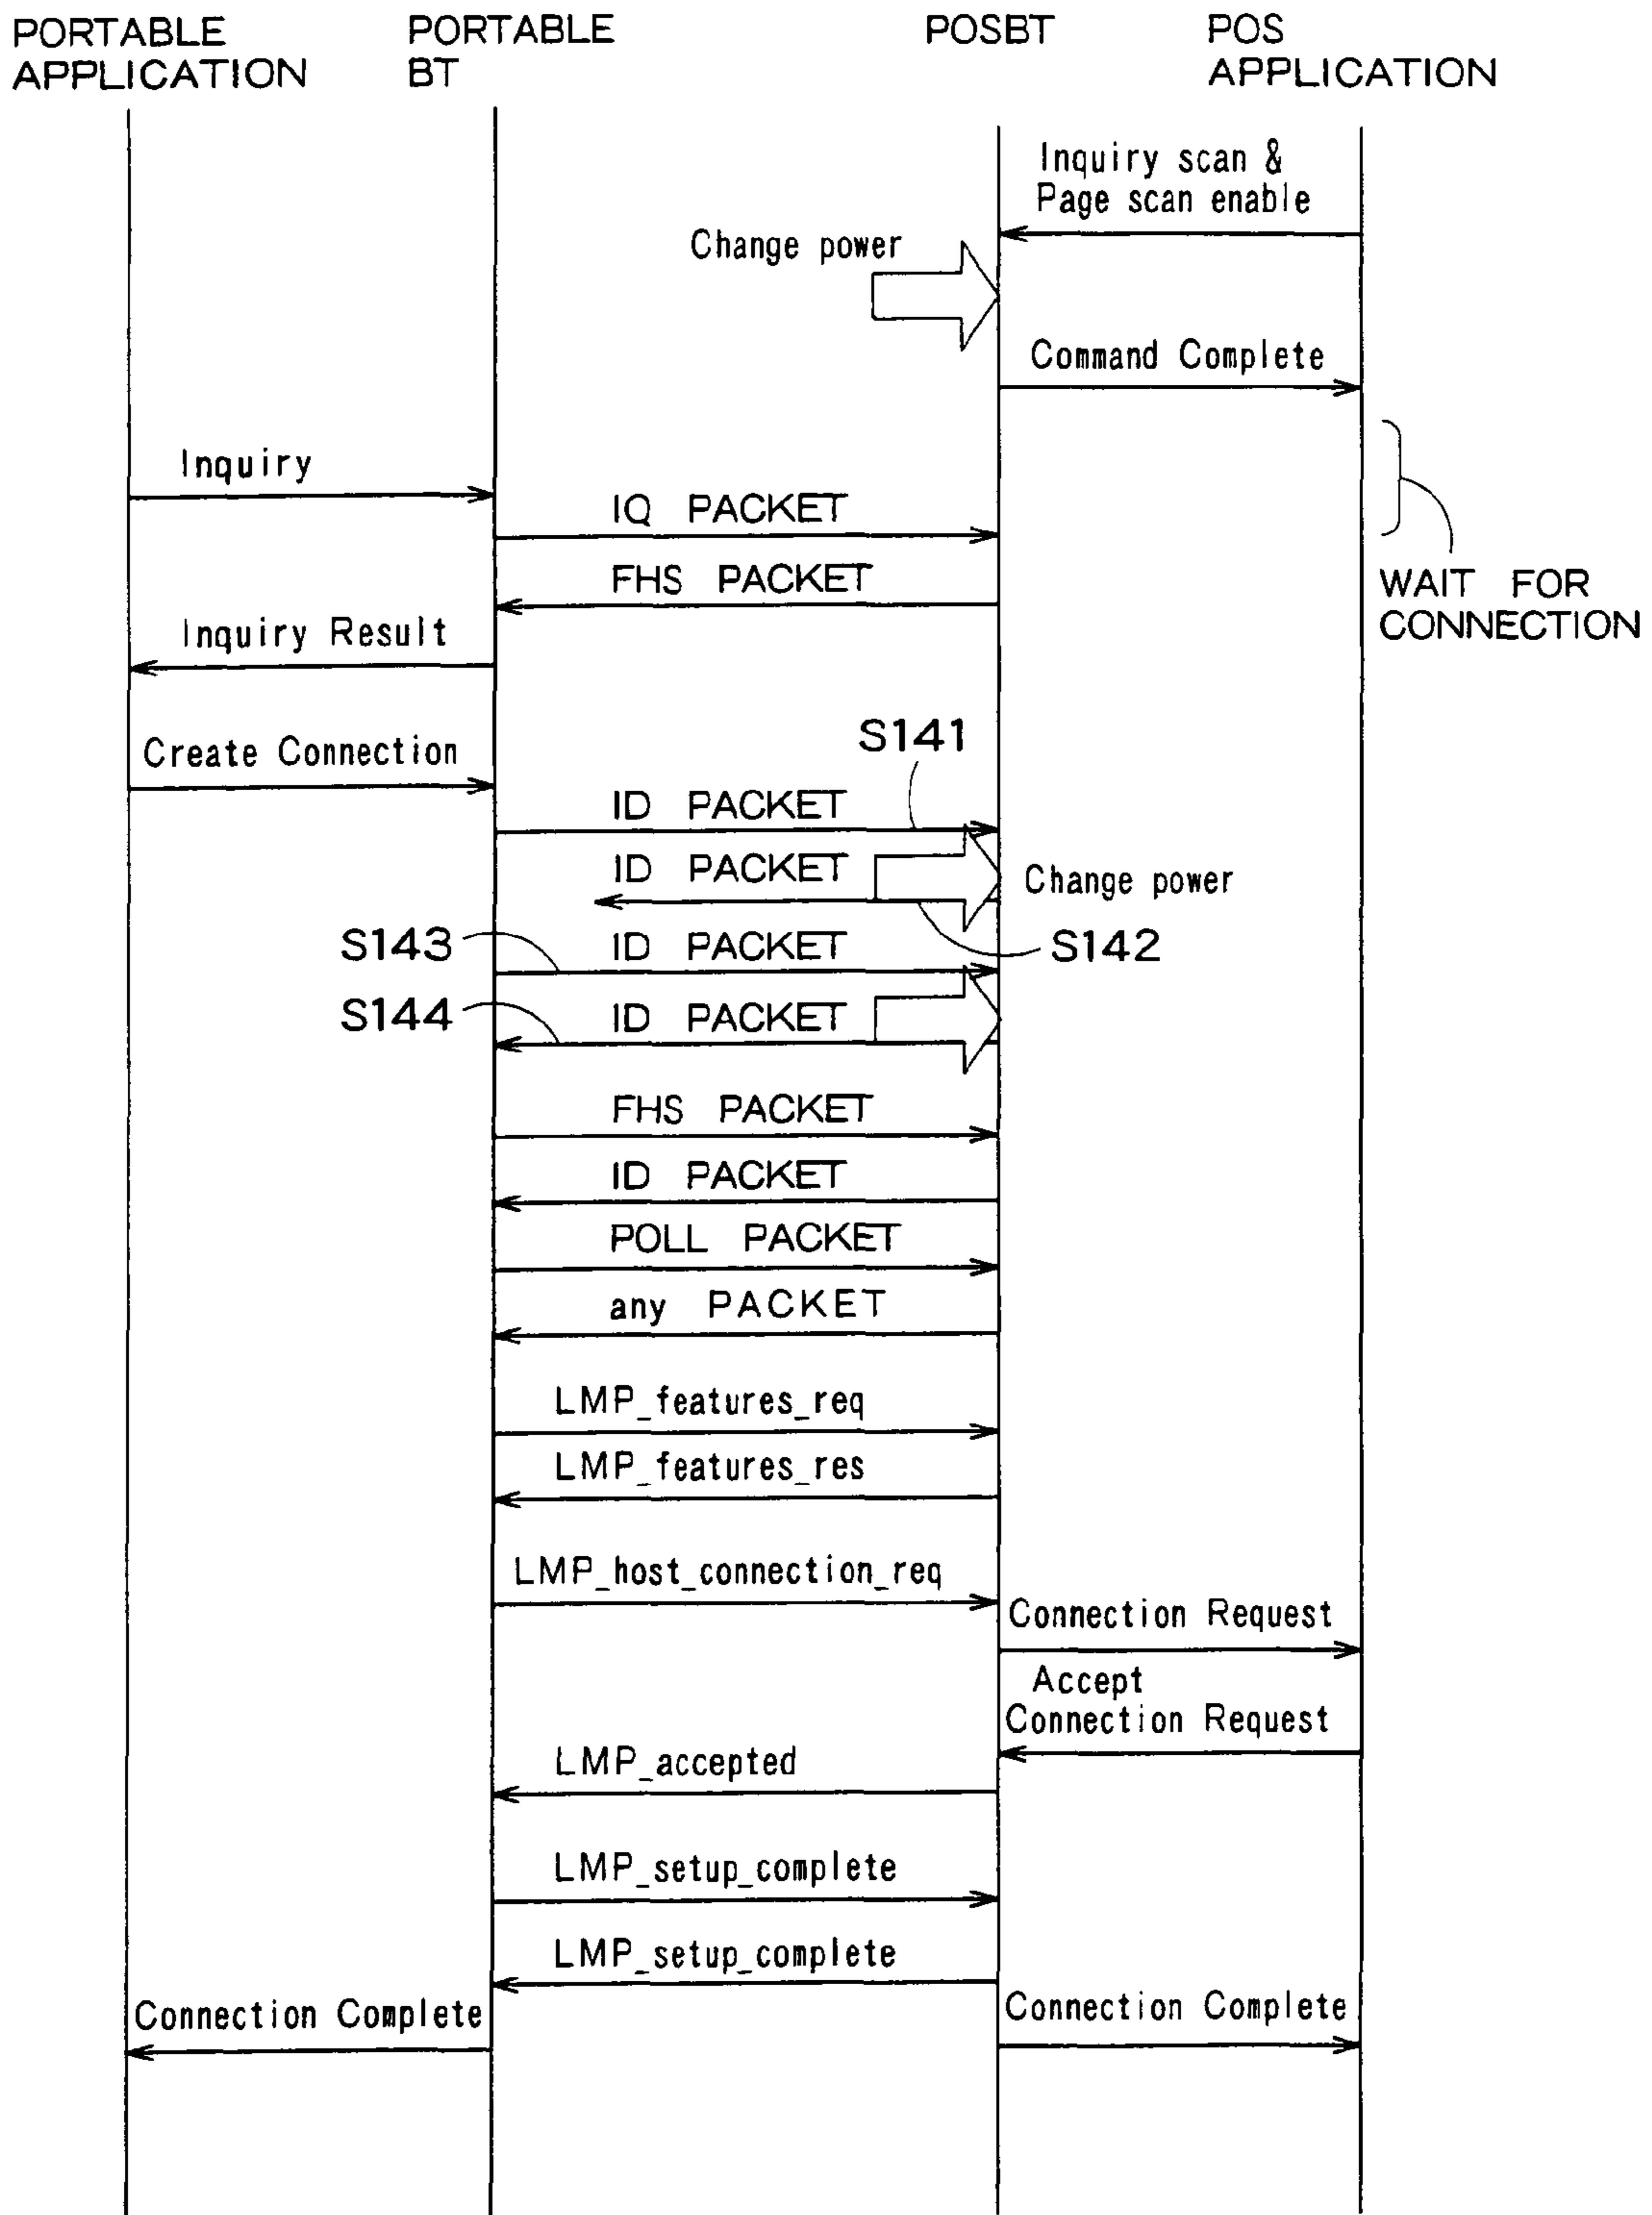 PORTABLE APPLICATION
PORTABLE BT
POSBT
POS APPLICATION
Inquiry scan &
Page scan enable
Change power
Command Complete
Inquiry
IQ PACKET
FHS PACKET
WAIT FOR
CONNECTION
Inquiry Result
S141
Create Connection
ID PACKET
ID PACKET
Change power
S143
ID PACKET
S142
S144
ID PACKET
FHS PACKET
ID PACKET
POLL PACKET
any PACKET
LMP_features_req
LMP_features_res
LMP_host_connection_req
Connection Request
Accept
Connection Request
LMP_accepted
LMP_setup_complete
LMP_setup_complete
Connection Complete
Connection Complete